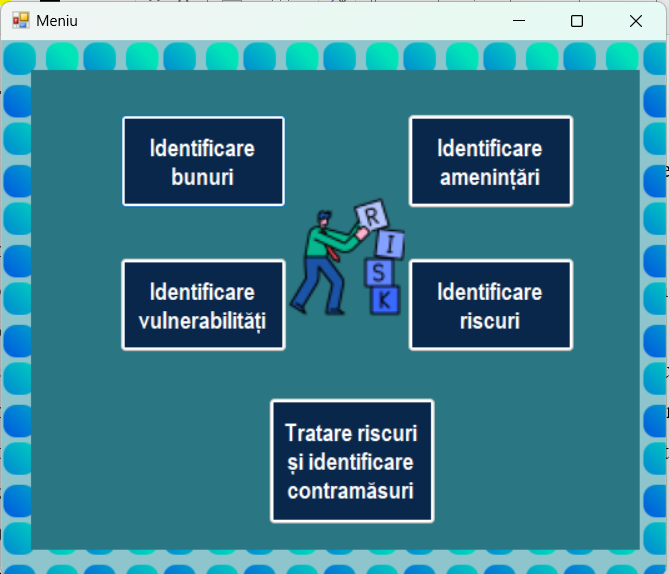 Meniu
Identificare
bunuri
Identificare
amenințări
R
I
S
K
Identificare
vulnerabilități
Identificare
riscuri
Tratare riscuri
și identificare
contramăsuri